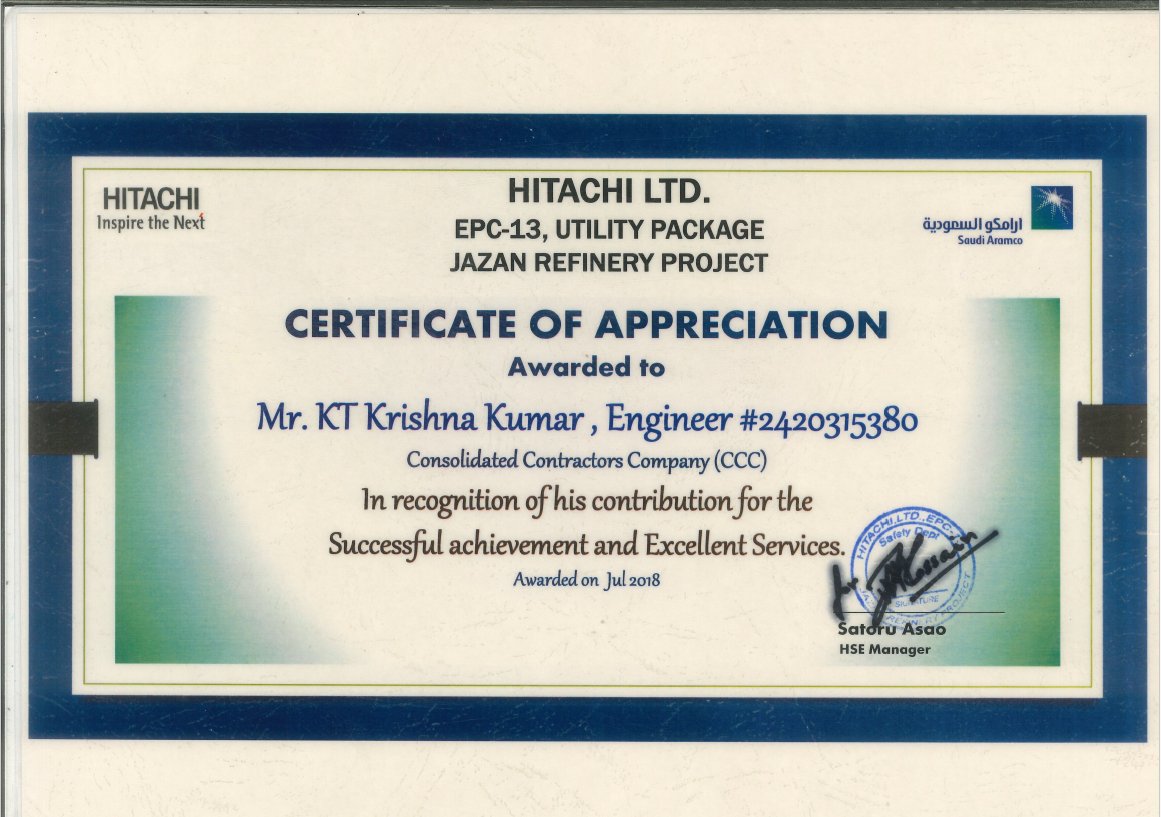 HITACHI
Inspire the Next
HITACHI LTD.
EPC-13, UTILITY PACKAGE
JAZAN REFINERY PROJECT
ارامكو السعودية
Saudi Aramco
CERTIFICATE OF APPRECIATION
Awarded to
Mr. KT Krishna Kumar , Engineer #2420315380
Consolidated Contractors Company (CCC)
In recognition of his contribution for the
Successful achievement and Excellent Services.
Awarded on Jul 2018
HITACHI, LTD., EPC-
Safety Dept
SIGNATURE
REFINERY PROJECT
Satoru Asao
HSE Manager